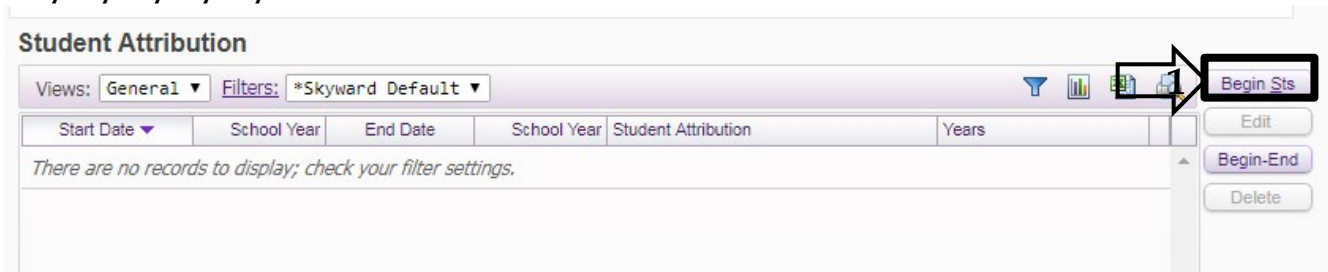 Student Attribution
Views: General ▼ Filters: *Skyward Default ▼ 1 Begin Sts
Start Date ▼ School Year End Date School Year Student Attribution Years Edit
There are no records to display; check your filter settings. Begin-End
Delete